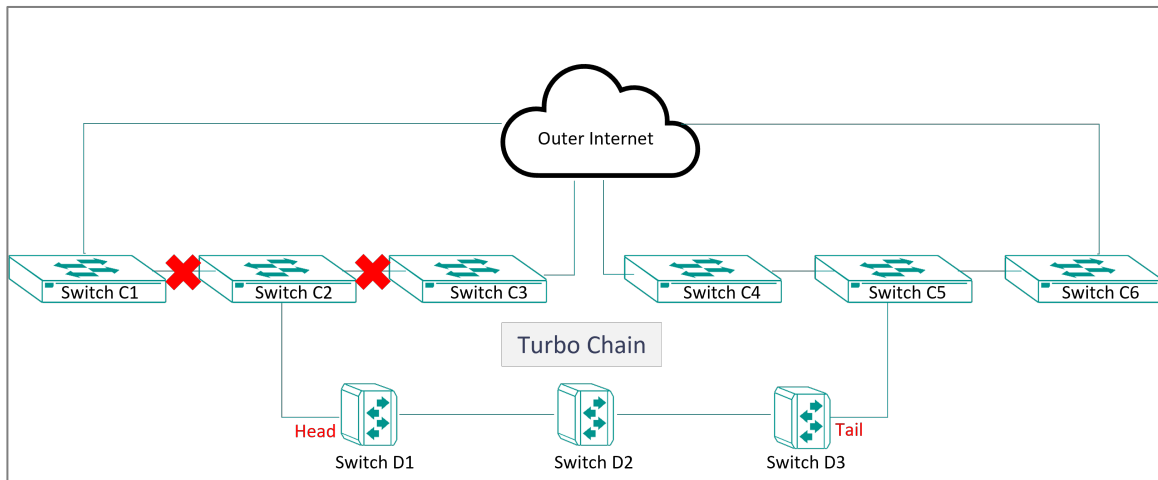 Outer Internet
Switch C1
Switch C2
Switch C3
Switch C4
Switch C5
Switch C6
Turbo Chain
Head
Tail
Switch D1
Switch D2
Switch D3